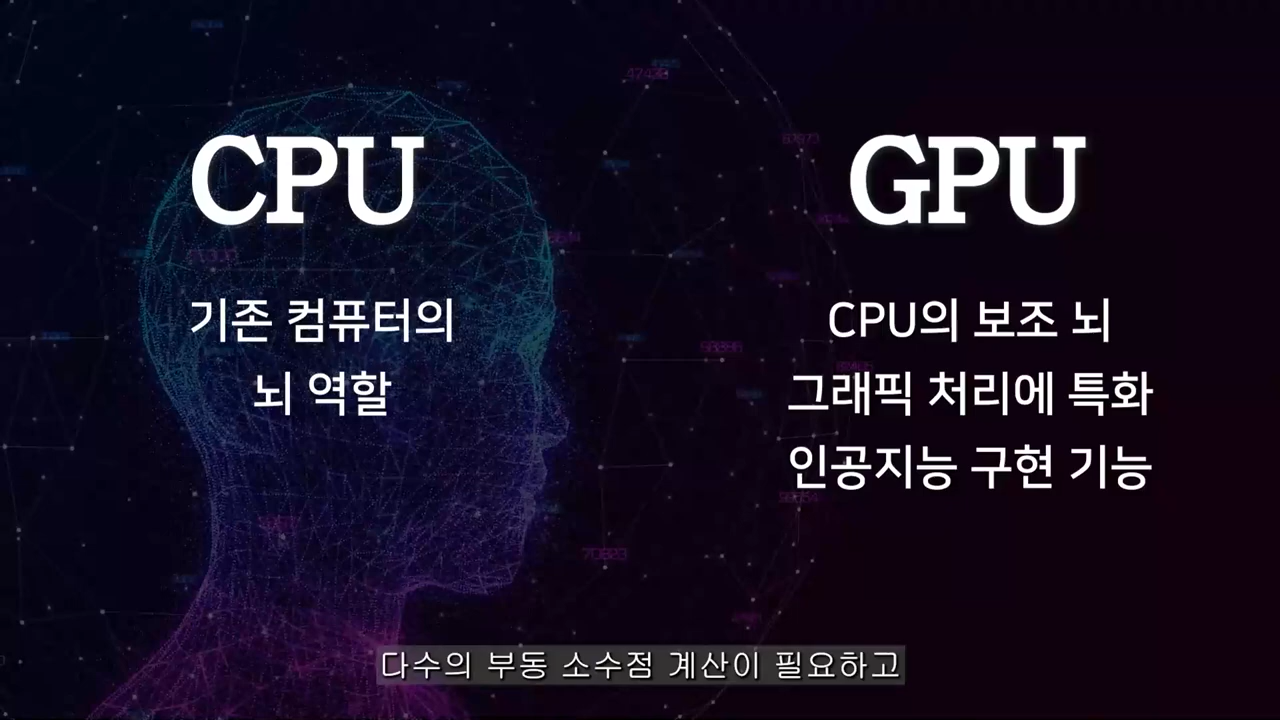 CPU
기존 컴퓨터의
뇌 역할
GPU
CPU의 보조 뇌
그래픽 처리에 특화
인공지능 구현 기능
다수의 부동 소수점 계산이 필요하고